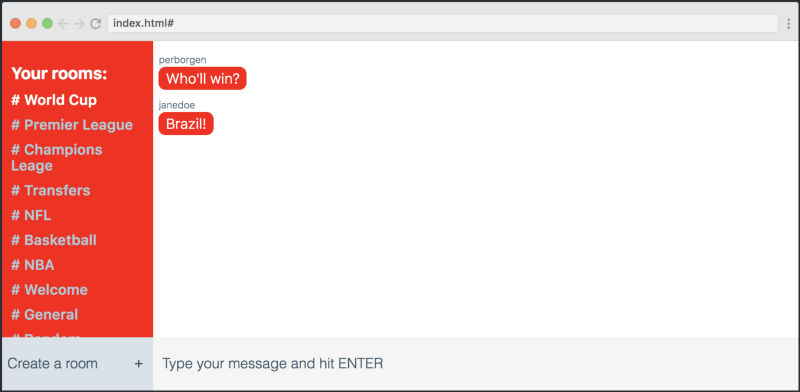 index.html#
Your rooms:
# World Cup
# Premier League
# Champions
Leage
# Transfers
# NFL
# Basketball
# NBA
# Welcome
# General
# Random
Create a room +
perborgen
Who'll win?
janedoe
Brazil!
Type your message and hit ENTER